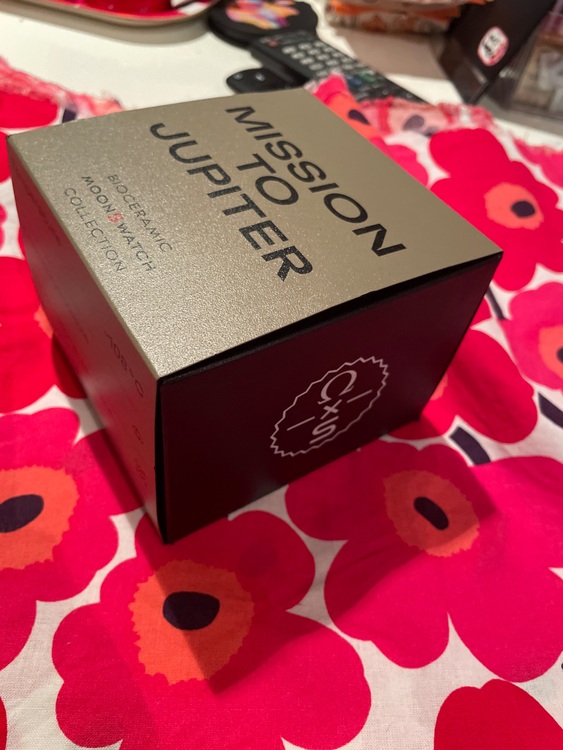 MISSION
TO
JUPITER
BIOCERAMIC
MOONSWATCH
COLLECTION
C×S